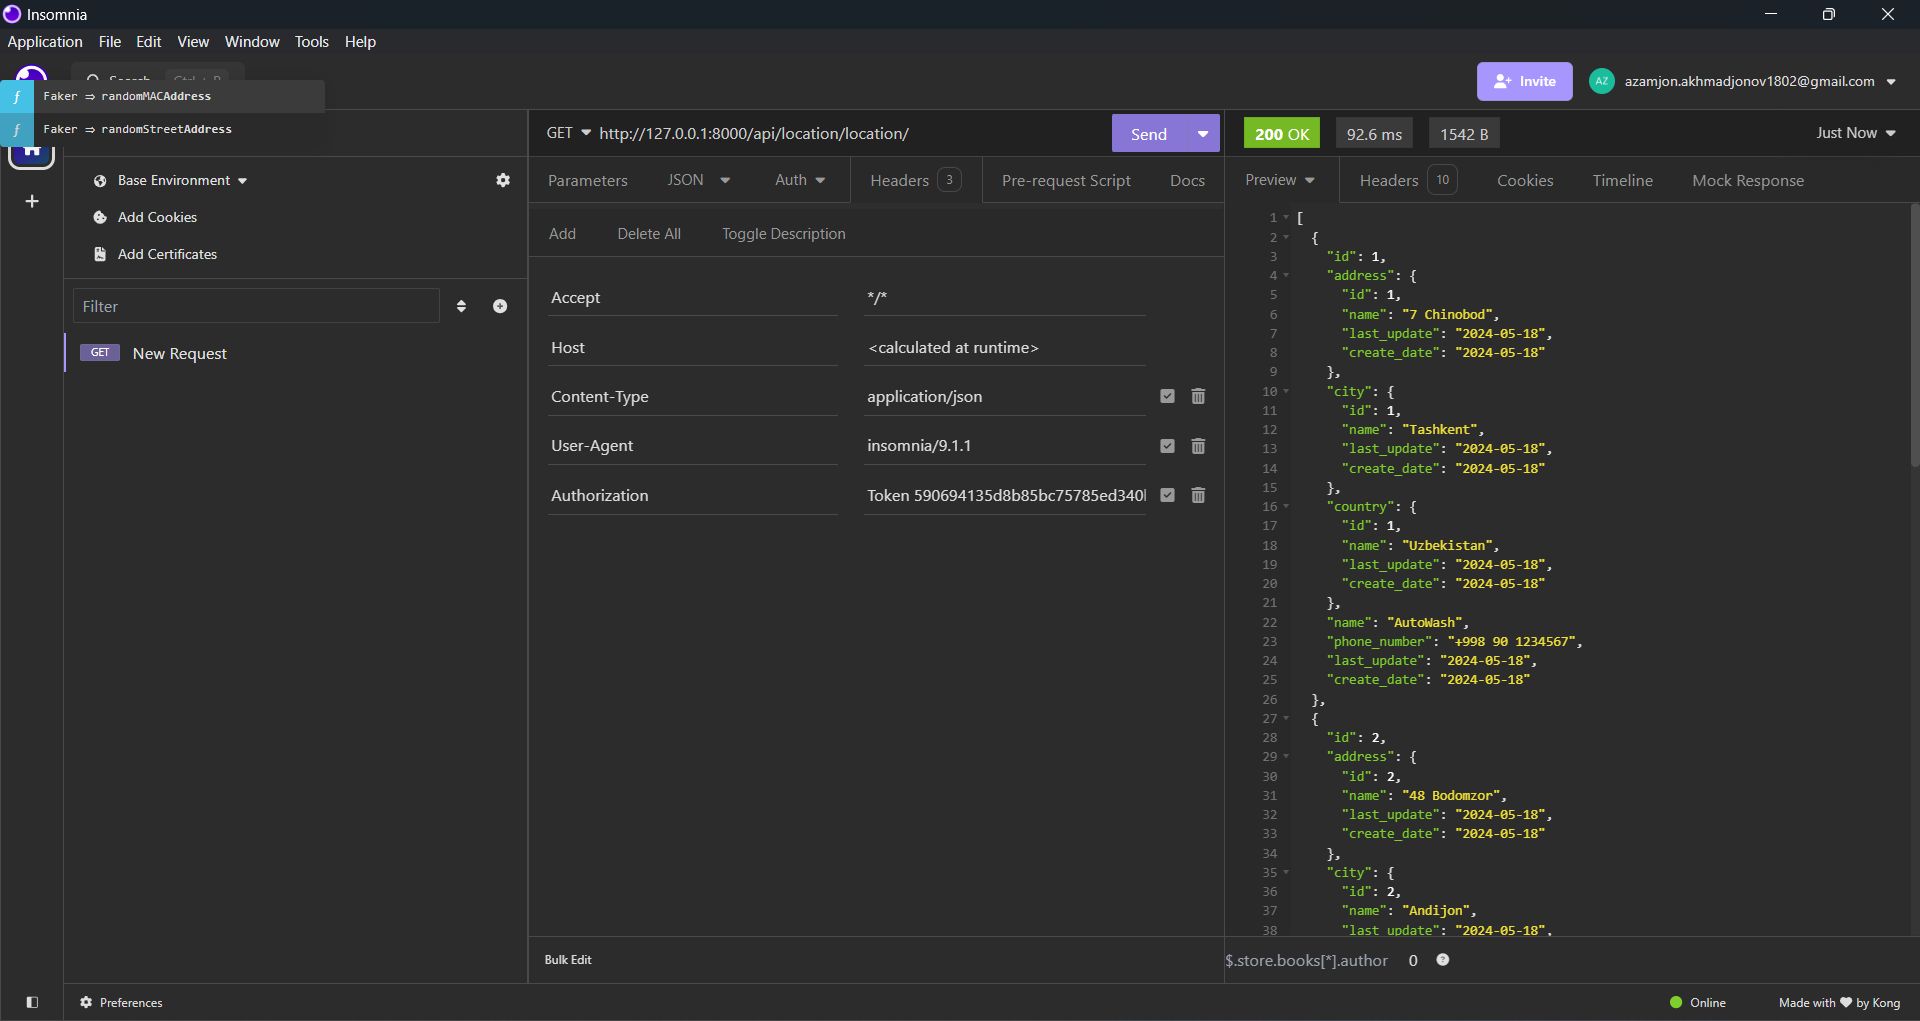 Insomnia
Application File Edit View Window Tools Help
Faker ⇒ randomMACAddress
Faker ⇒ randomStreetAddress
Invite
AZ azamjon.akhmadjonov1802@gmail.com
Base Environment
Add Cookies
Add Certificates
Filter
GET New Request
GET http://127.0.0.1:8000/api/location/location/ Send
Parameters JSON Auth Headers 3 Pre-request Script Docs
Add Delete All Toggle Description
Accept */*
Host <calculated at runtime>
Content-Type application/json
User-Agent insomnia/9.1.1
Authorization Token 590694135d8b85bc75785ed340
Bulk Edit
200 OK 92.6 ms 1542 B Just Now
Preview Headers 10 Cookies Timeline Mock Response
1 [
2 {
3 "id": 1,
4 "address": {
5 "id": 1,
6 "name": "7 Chinobod",
7 "last_update": "2024-05-18",
8 "create_date": "2024-05-18"
9 },
10 "city": {
11 "id": 1,
12 "name": "Tashkent",
13 "last_update": "2024-05-18",
14 "create_date": "2024-05-18"
15 },
16 "country": {
17 "id": 1,
18 "name": "Uzbekistan",
19 "last_update": "2024-05-18",
20 "create_date": "2024-05-18"
21 },
22 "name": "AutoWash",
23 "phone_number": "+998 90 1234567",
24 "last_update": "2024-05-18",
25 "create_date": "2024-05-18"
26 },
27 {
28 "id": 2,
29 "address": {
30 "id": 2,
31 "name": "48 Bodomzor",
32 "last_update": "2024-05-18",
33 "create_date": "2024-05-18"
34 },
35 "city": {
36 "id": 2,
37 "name": "Andijon",
38 "last_update": "2024-05-18",
$.store.books[*].author 0
Preferences
Online Made with ❤ by Kong